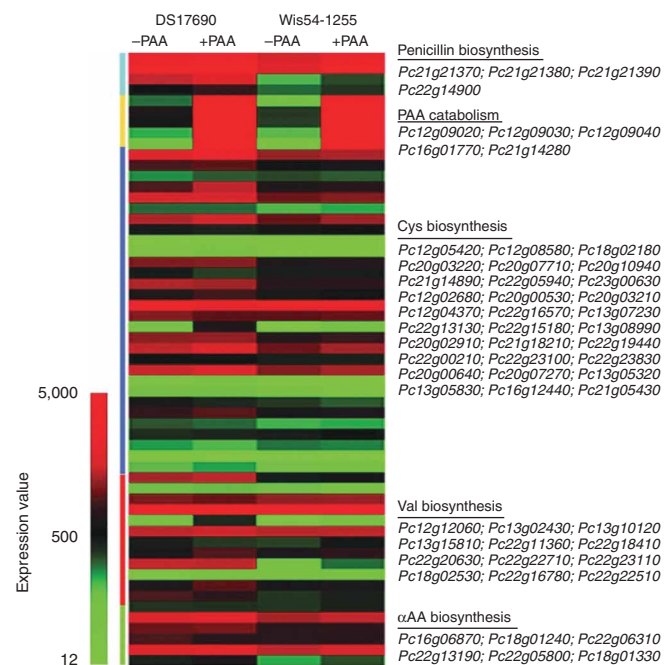 DS17690 Wis54-1255
–PAA +PAA –PAA +PAA
Penicillin biosynthesis
Pc21g21370; Pc21g21380; Pc21g21390
Pc22g14900
PAA catabolism
Pc12g09020; Pc12g09030; Pc12g09040
Pc16g01770; Pc21g14280
Cys biosynthesis
Pc12g05420; Pc12g08580; Pc18g02180
Pc20g03220; Pc20g07710; Pc20g10940
Pc21g14890; Pc22g05940; Pc23g00630
Pc12g02680; Pc20g00530; Pc20g03210
Pc12g04370; Pc22g16570; Pc13g07230
Pc22g13130; Pc22g15180; Pc13g08990
Pc20g02910; Pc21g18210; Pc22g19440
Pc22g00210; Pc22g23100; Pc22g23830
Pc20g00640; Pc20g07270; Pc13g05320
Pc13g05830; Pc16g12440; Pc21g05430
Val biosynthesis
Pc12g12060; Pc13g02430; Pc13g10120
Pc13g15810; Pc22g11360; Pc22g18410
Pc22g20630; Pc22g22710; Pc22g23110
Pc18g02530; Pc22g16780; Pc22g22510
αAA biosynthesis
Pc16g06870; Pc18g01240; Pc22g06310
Pc22g13190; Pc22g05800; Pc18g01330
5,000
500
12
Expression value